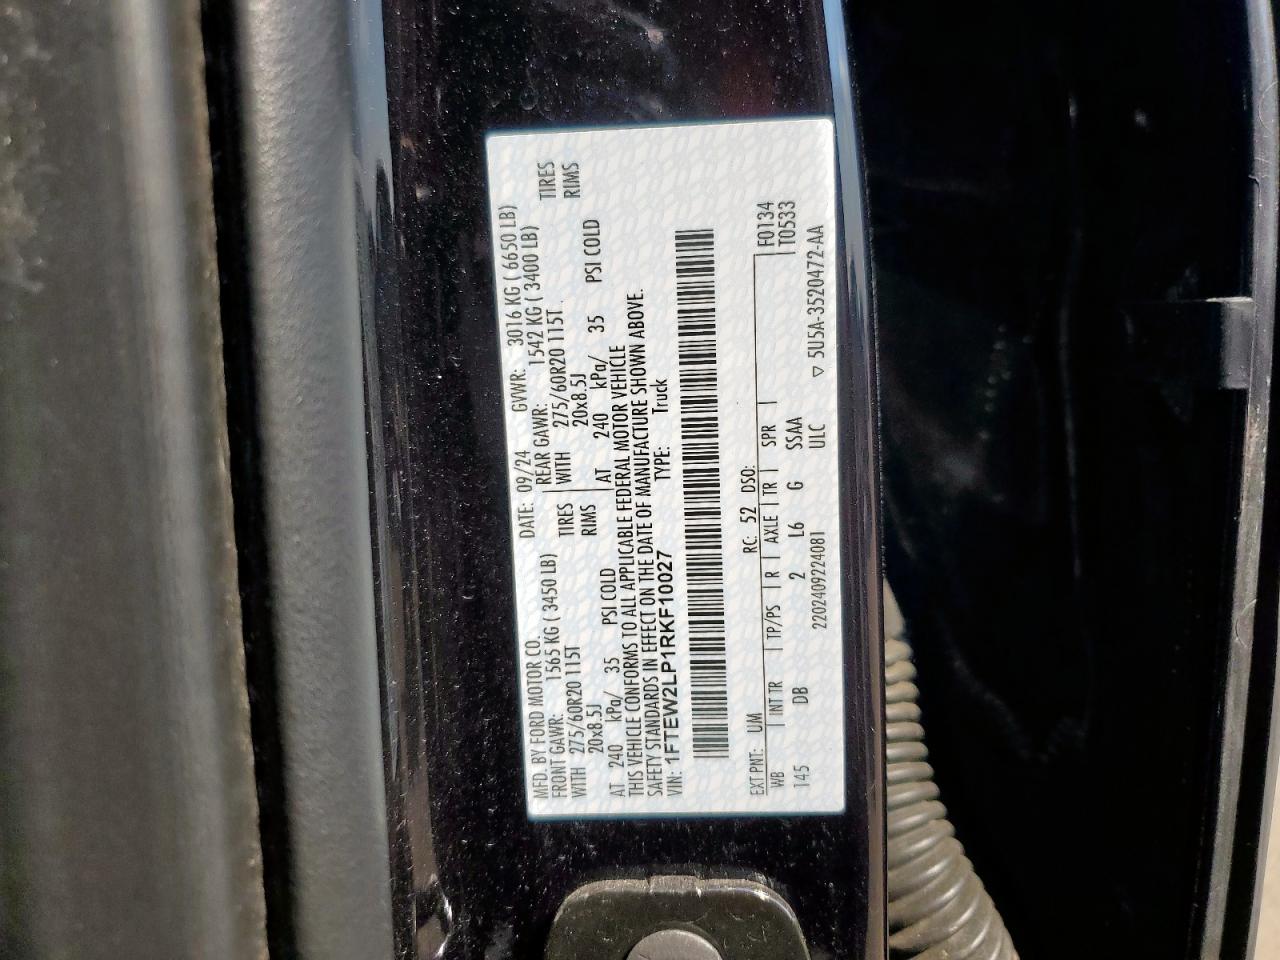 MFD. BY FORD MOTOR CO. DATE: 09/24 GVWR: 3016 KG ( 6650 LB)
FRONT GAWR: 1565 KG ( 3450 LB) REAR GAWR: 1542 KG ( 3400 LB)
WITH 275/60R20 115T TIRES WITH 275/60R20 115T TIRES
20x8.5J RIMS 20x8.5J RIMS
AT 240 kPa/ 35 PSI COLD AT 240 kPa/ 35 PSI COLD
THIS VEHICLE CONFORMS TO ALL APPLICABLE FEDERAL MOTOR VEHICLE
SAFETY STANDARDS IN EFFECT ON THE DATE OF MANUFACTURE SHOWN ABOVE.
VIN: 1FTEW2LP1RKF10027 TYPE: Truck
EXT PNT: UM RC: 52 DSO: F0134
WB INT TR TP/PS R AXLE TR SPR T0533
145 DB 2 L6 G SSAA
2202409224081 ULC ▽ 5U5A-3520472-AA